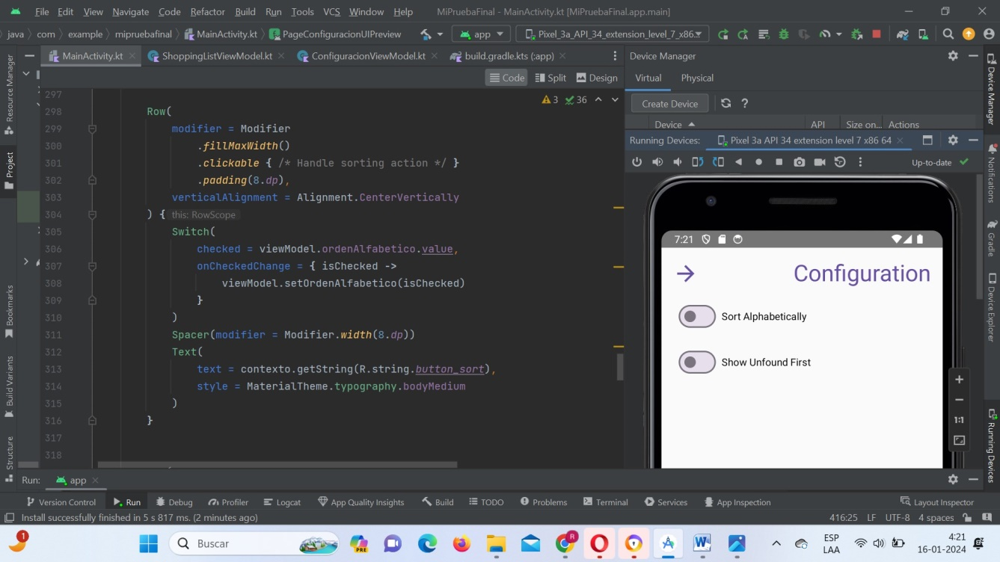 File Edit View Navigate Code Refactor Build Run Tools VCS Window Help MiPruebaFinal - MainActivity.kt [MiPruebaFinal.app.main]
java com example mipruebafinal MainActivity.kt PageConfiguracionUIPreview app Pixel_3a_API_34_extension_level_7_x86
MainActivity.kt ShoppingListViewModel.kt ConfiguracionViewModel.kt build.gradle.kts (:app)
Code Split Design
3 36
297
298 Row(
299 modifier = Modifier
300 .fillMaxWidth()
301 .clickable { /* Handle sorting action */ }
302 .padding(8.dp),
303 verticalAlignment = Alignment.CenterVertically
304 ) { this: RowScope
305 Switch(
306 checked = viewModel.ordenAlfabetico.value,
307 onCheckedChange = { isChecked ->
308 viewModel.setOrdenAlfabetico(isChecked)
309 }
310 )
311 Spacer(modifier = Modifier.width(8.dp))
312 Text(
313 text = contexto.getString(R.string.button_sort),
314 style = MaterialTheme.typography.bodyMedium
315 )
316 }
317
318
Device Manager
Virtual Physical
Create Device ?
Device API Size on... Actions
Running Devices: Pixel 3a API 34 extension level 7 x86 64
Up-to-date
7:21
Configuration
Sort Alphabetically
Show Unfound First
1:1
Resource Manager
Project
Bookmarks
Build Variants
Structure
Device Manager
Notifications
Gradle
Device Explorer
Running Devices
Run: app
Version Control Run Debug Profiler Logcat App Quality Insights Build TODO Problems Terminal Services App Inspection Layout Inspector
Install successfully finished in 5 s 817 ms. (2 minutes ago) 416:25 LF UTF-8 4 spaces
1 Buscar PRE R ESP LAA 4:21 16-01-2024